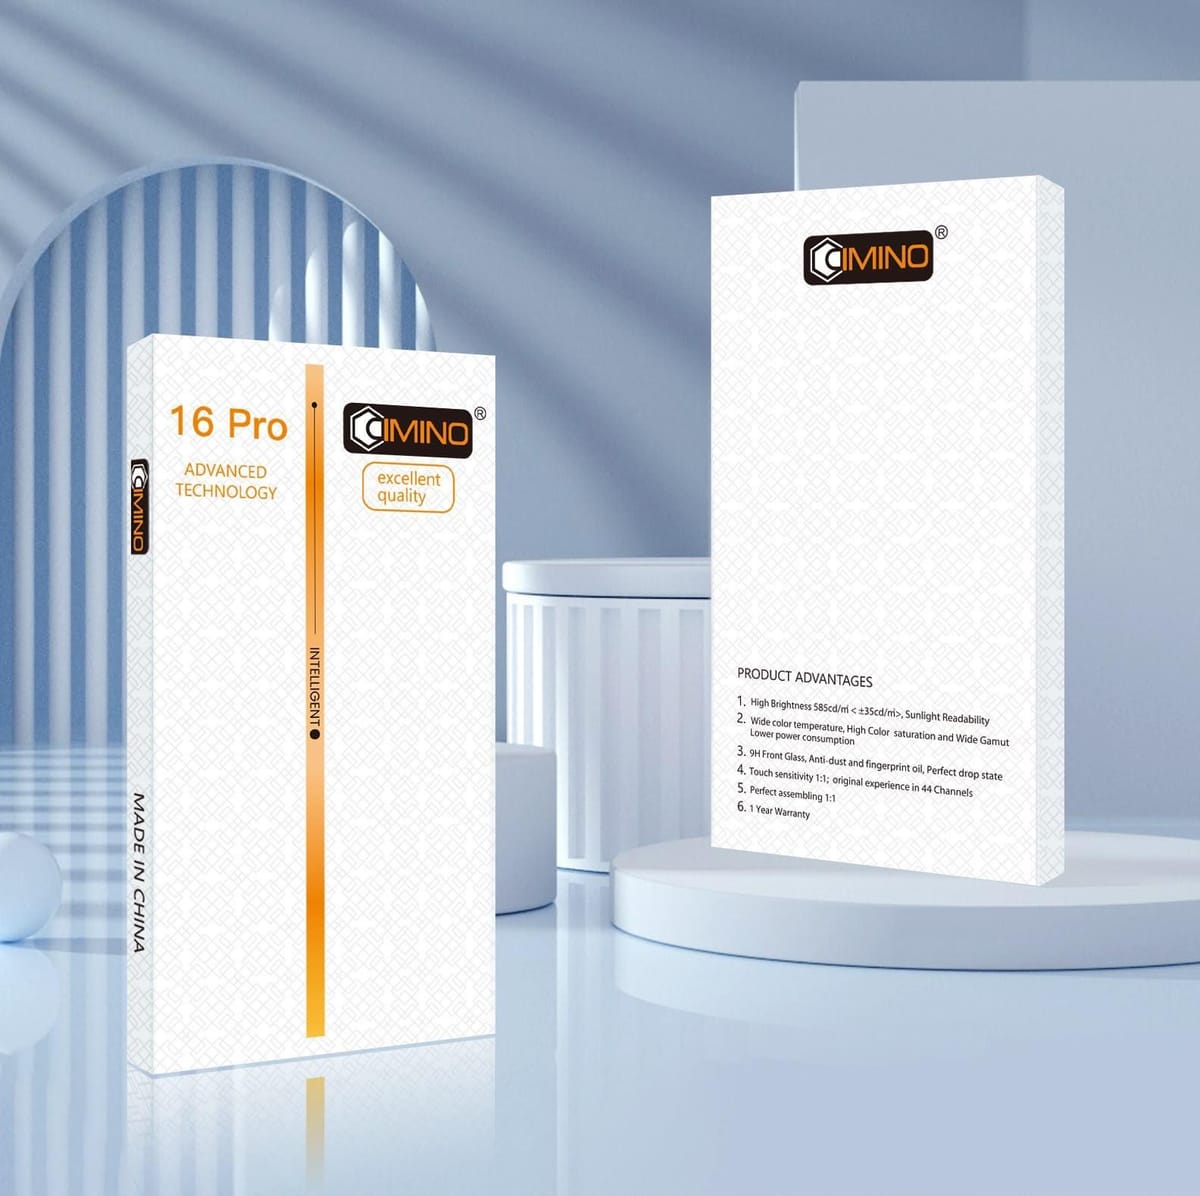 16 Pro
ADVANCED
TECHNOLOGY
CIMINO®
excellent
quality
INTELLIGENT
CIMINO
MADE IN CHINA
CIMINO®
PRODUCT ADVANTAGES
1. High Brightness 585cd/㎡ < ±35cd/㎡>, Sunlight Readability
2. Wide color temperature, High Color saturation and Wide Gamut
Lower power consumption
3. 9H Front Glass, Anti-dust and fingerprint oil, Perfect drop state
4. Touch sensitivity 1:1; original experience in 44 Channels
5. Perfect assembling 1:1
6. 1 Year Warranty